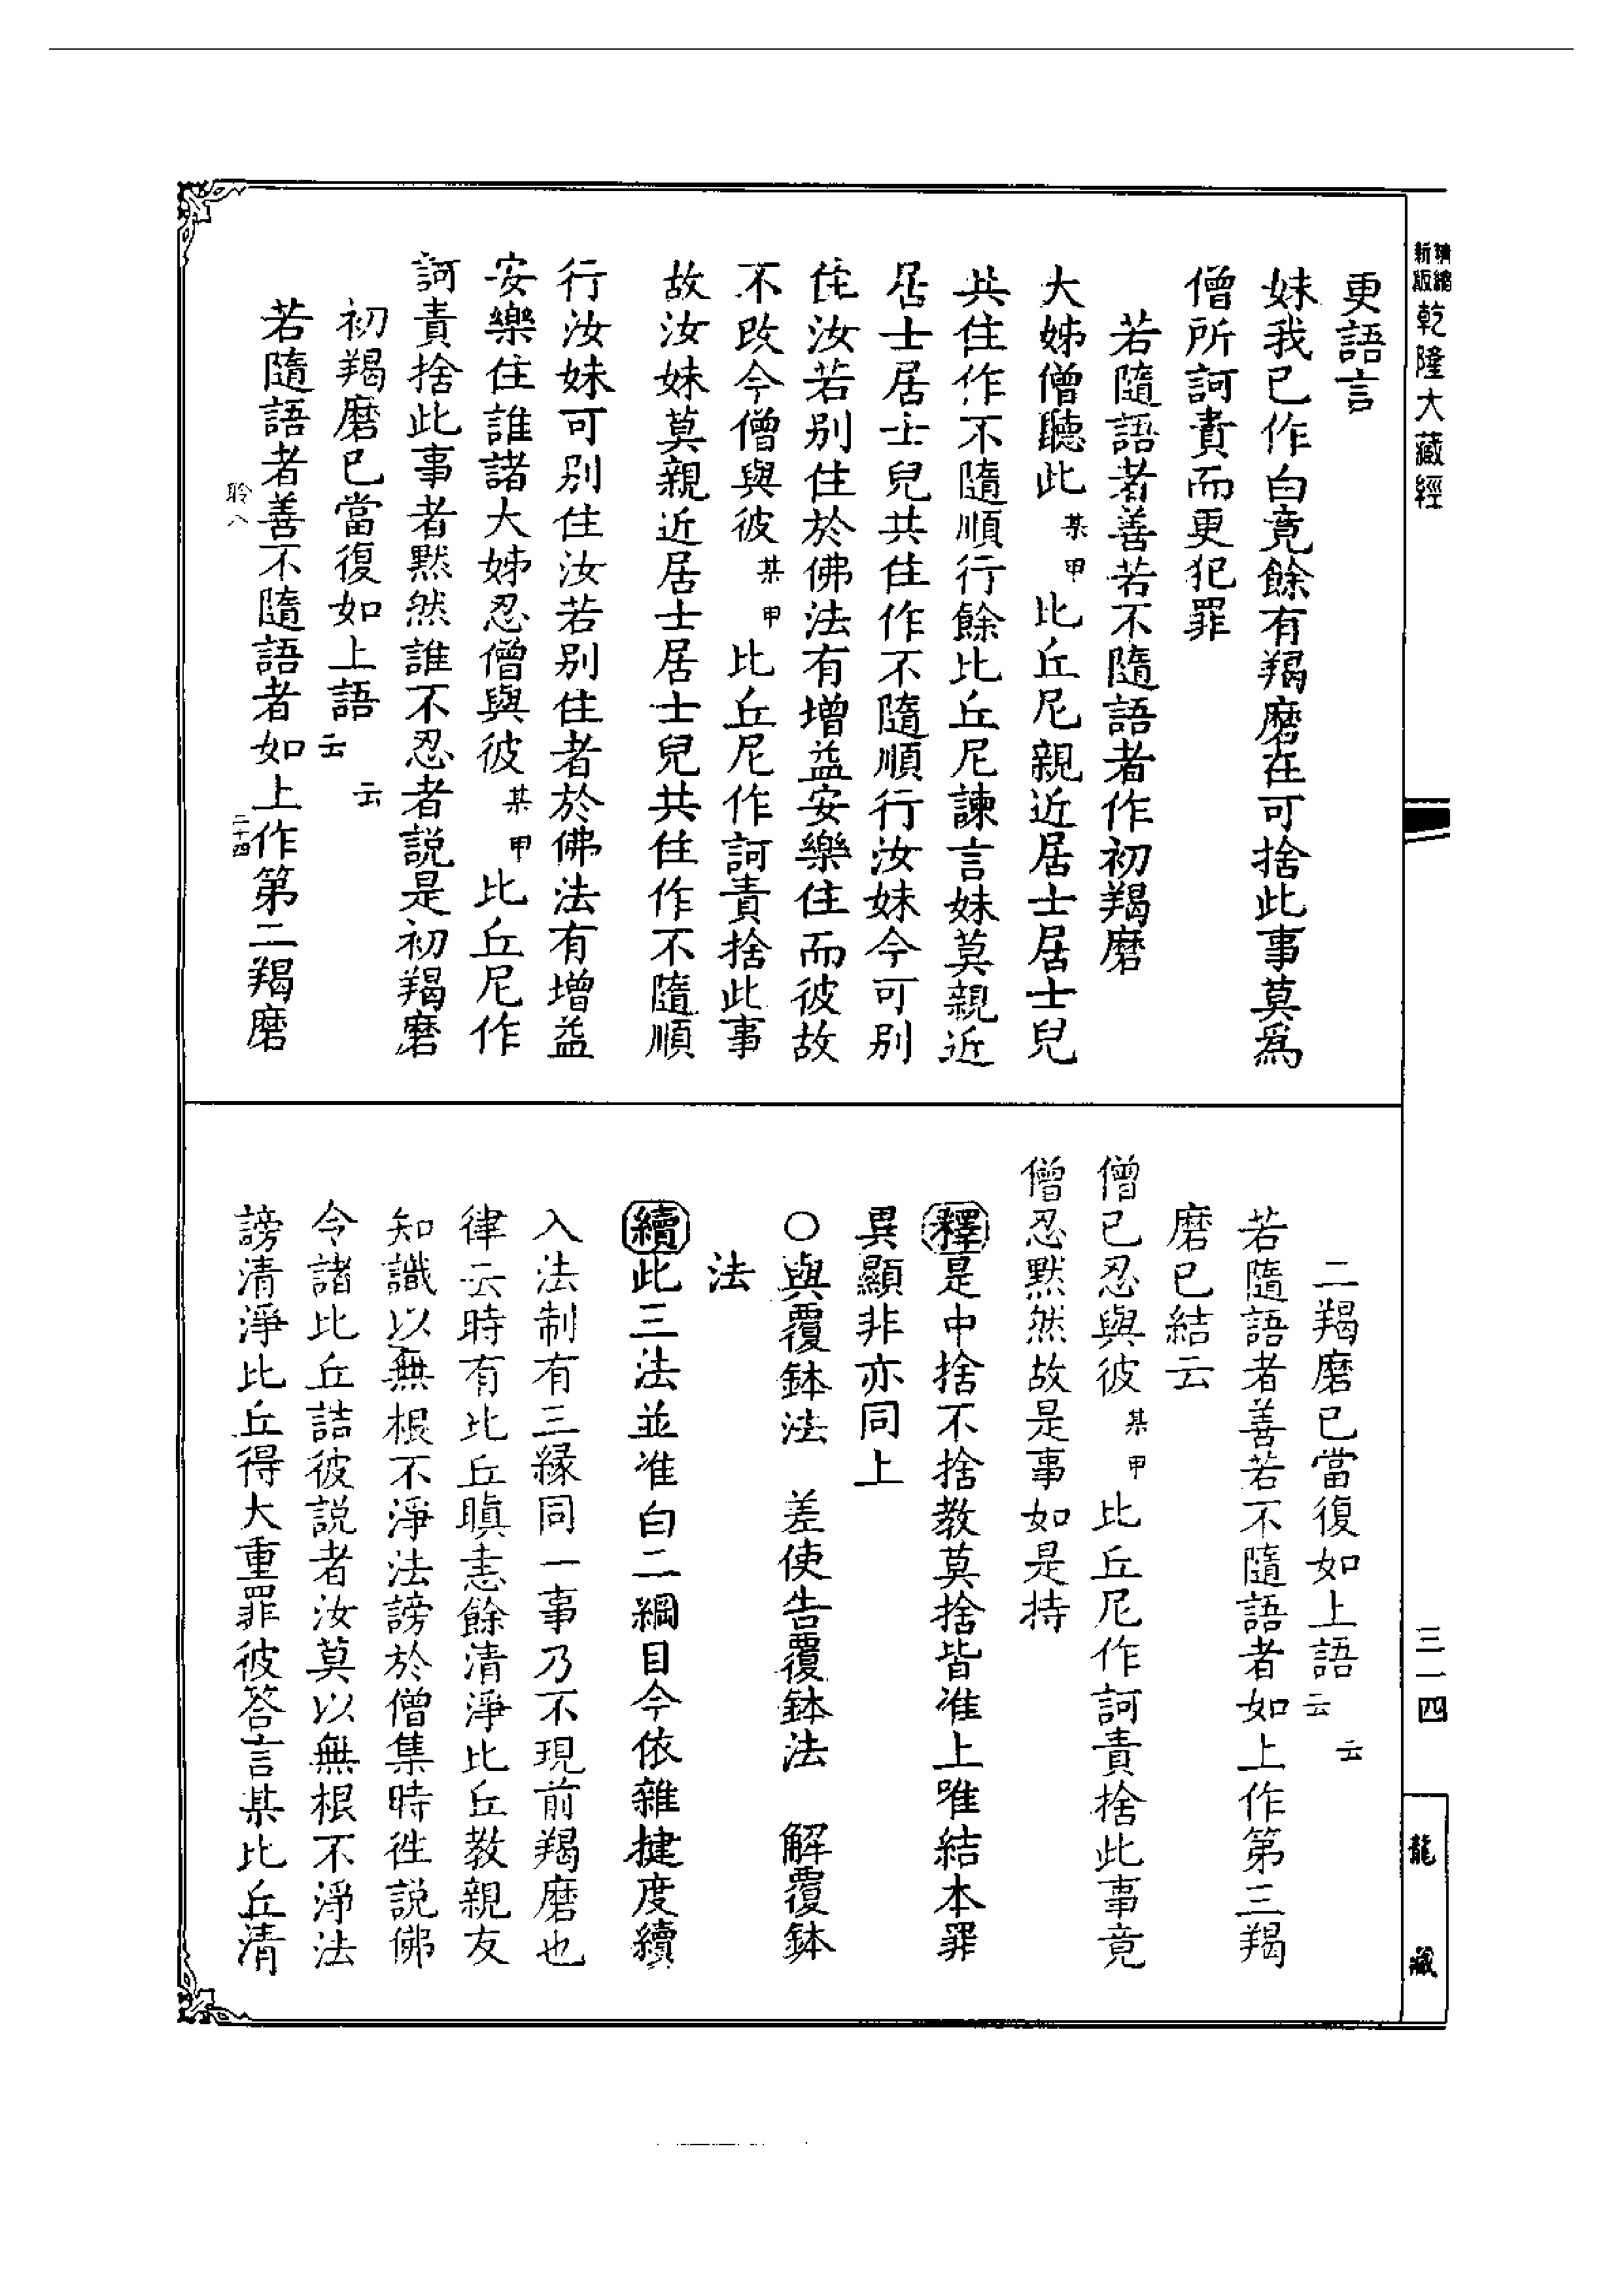 精縮新版乾隆大藏經
更語言
妹我已作白竟餘有羯磨在可捨此事莫為
僧所訶責而更犯罪
若隨語者善若不隨語者作初羯磨
大姊僧聽此某甲比丘尼親近居士居士兒
共住作不隨順行餘比丘尼諫言妹莫親近
居士居士兒共住作不隨順行汝妹今可别
住汝若别住於佛法有增益安樂住而彼故
不改今僧與彼某甲比丘尼作訶責捨此事
故汝妹莫親近居士居士兒共住作不隨順
行汝妹可别住汝若别住者於佛法有增益
安樂住誰諸大姊忍僧與彼某甲比丘尼作
訶責捨此事者默然誰不忍者説是初羯磨
初羯磨已當復如上語云云
若隨語者善不隨語者如上作第二羯磨
聆八
二十四
二羯磨已當復如上語云云
若隨語者善若不隨語者如上作第三羯
磨已結云
僧已忍與彼某甲比丘尼作訶責捨此事竟
僧忍默然故是事如是持
釋是中捨不捨教莫捨皆准上唯結本罪
異顯非亦同上
○與覆鉢法　差使告覆鉢法　解覆鉢
法
續此三法並准白二綱目今依雜揵度續
入法制有三緣同一事乃不現前羯磨也
律云時有比丘瞋恚餘清淨比丘教親友
知識以無根不淨法謗於僧集時往説佛
令諸比丘詰彼説者汝莫以無根不淨法
謗清淨比丘得大重罪彼答言某比丘清
三一四
龍藏